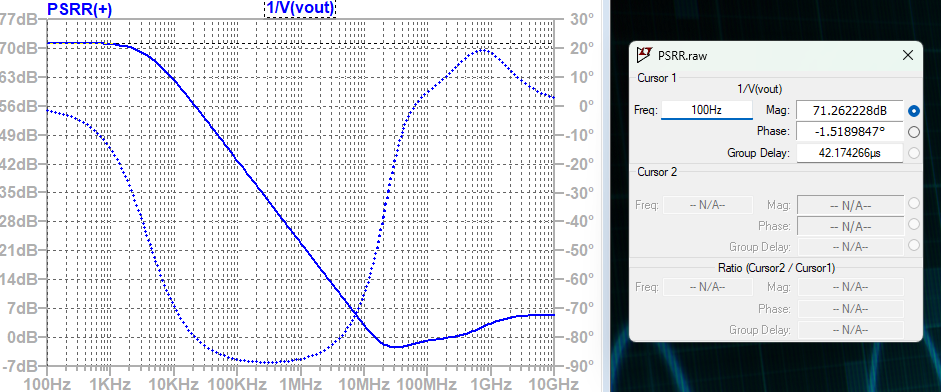 PSRR(+)
1/V(vout)
77dB
70dB
63dB
56dB
49dB
42dB
35dB
28dB
21dB
14dB
7dB
0dB
-7dB
30°
20°
10°
0°
-10°
-20°
-30°
-40°
-50°
-60°
-70°
-80°
-90°
100Hz 1KHz 10KHz 100KHz 1MHz 10MHz 100MHz 1GHz 10GHz
PSRR.raw
Cursor 1
1/V(vout)
Freq: 100Hz Mag: 71.262228dB
Phase: -1.5189847°
Group Delay: 42.174266µs
Cursor 2
Freq: -- N/A-- Mag: -- N/A--
Phase: -- N/A--
Group Delay: -- N/A--
Ratio (Cursor2 / Cursor1)
Freq: -- N/A-- Mag: -- N/A--
Phase: -- N/A--
Group Delay: -- N/A--